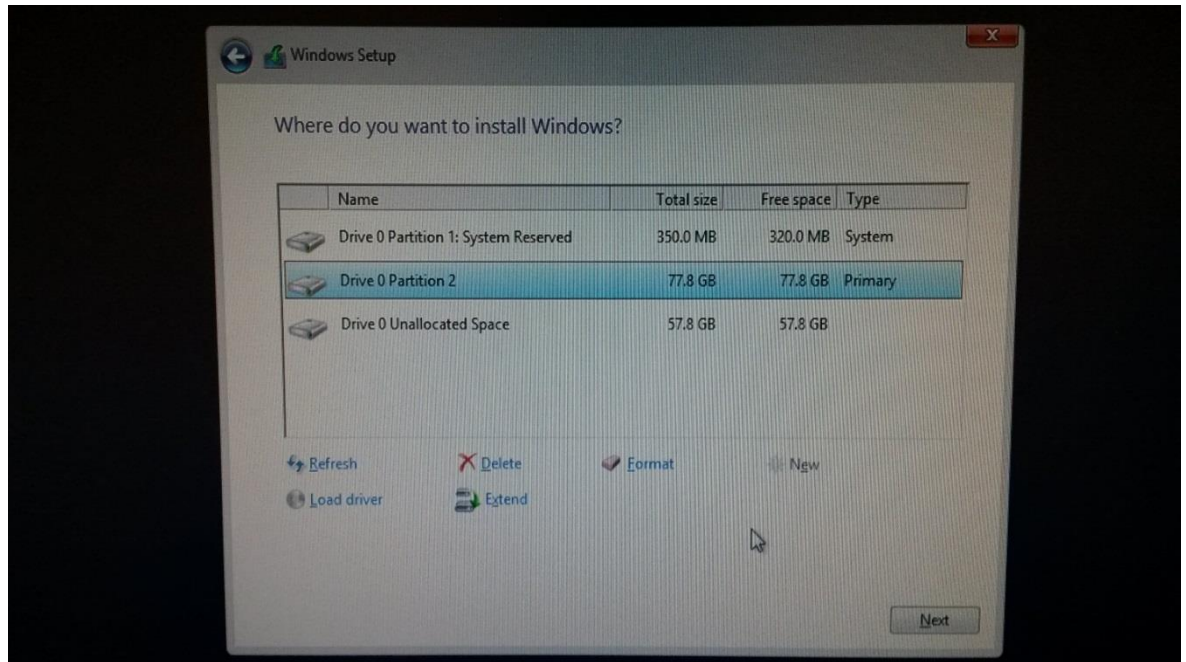 Windows Setup
X
Where do you want to install Windows?
Name Total size Free space Type
Drive 0 Partition 1: System Reserved 350.0 MB 320.0 MB System
Drive 0 Partition 2 77.8 GB 77.8 GB Primary
Drive 0 Unallocated Space 57.8 GB 57.8 GB
Refresh Delete Format New
Load driver Extend
Next